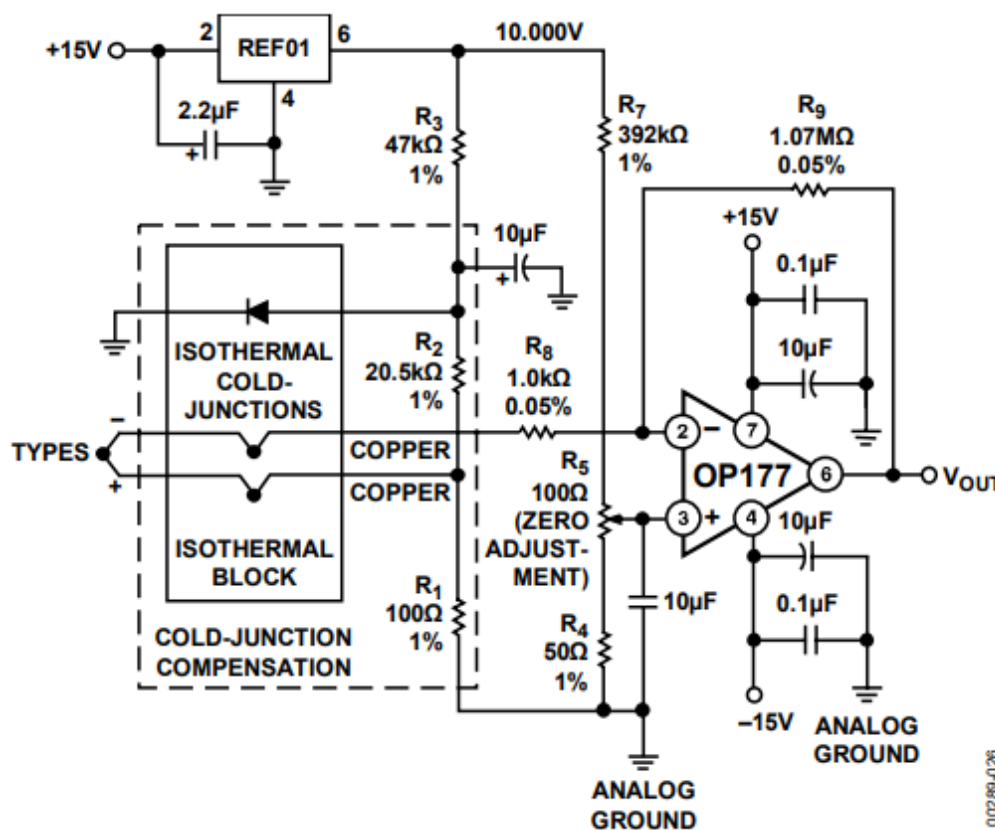 +15V
2
REF01
6
10.000V
4
2.2µF
+
R3
47kΩ
1%
R7
392kΩ
1%
R9
1.07MΩ
0.05%
+15V
10µF
+
0.1µF
10µF
ISOTHERMAL
COLD-
JUNCTIONS
R2
20.5kΩ
1%
R8
1.0kΩ
0.05%
TYPES
–
+
COPPER
COPPER
2
–
7
OP177
6
VOUT
3
+
4
R5
100Ω
(ZERO
ADJUST-
MENT)
ISOTHERMAL
BLOCK
R1
100Ω
1%
10µF
10µF
0.1µF
R4
50Ω
1%
COLD-JUNCTION
COMPENSATION
–15V
ANALOG
GROUND
ANALOG
GROUND
00289-026